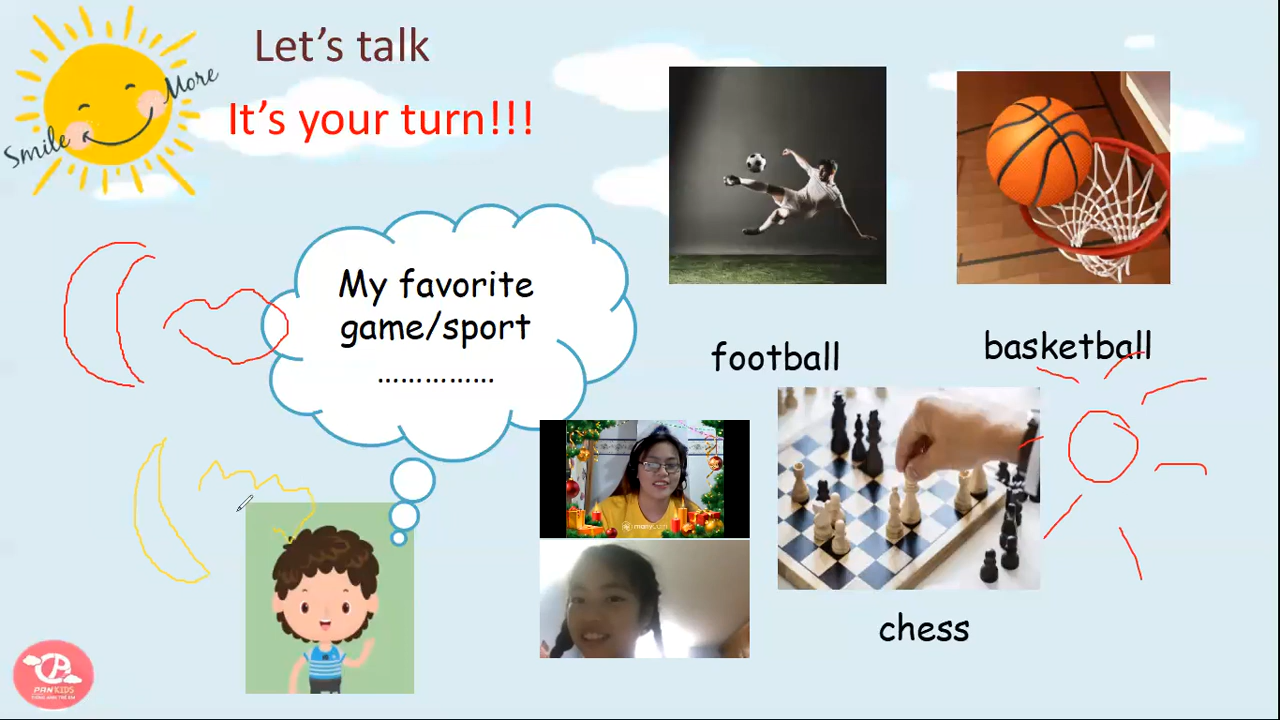 Let's talk
Smile More
It's your turn!!!
My favorite
game/sport
……………
football
basketball
chess
PANKIDS